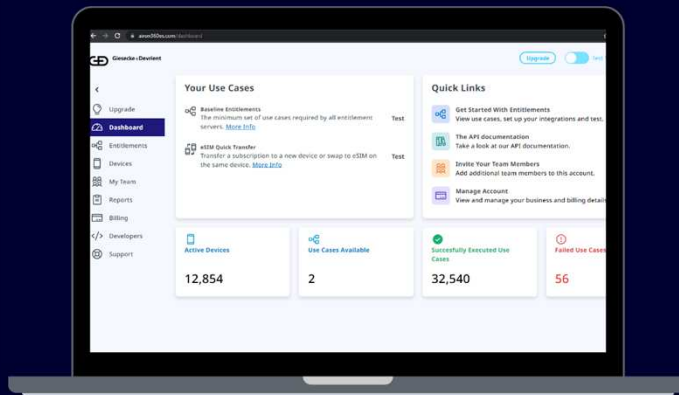 Giesecke+Devrient
Upgrade
Test
Upgrade
Dashboard
Entitlements
Devices
My Team
Reports
Billing
Developers
Support
Your Use Cases
Baseline Entitlements
The minimum set of use cases required by all entitlement
servers. More Info
Test
eSIM Quick Transfer
Transfer a subscription to a new device or swap to eSIM on
the same device. More Info
Test
Quick Links
Get Started With Entitlements
View use cases, set up your integrations and test.
The API documentation
Take a look at our API documentation.
Invite Your Team Members
Add additional team members to this account.
Manage Account
View and manage your business and billing details
Active Devices
12,854
Use Cases Available
2
Succesfully Executed Use
Cases
32,540
Failed Use Cases
56